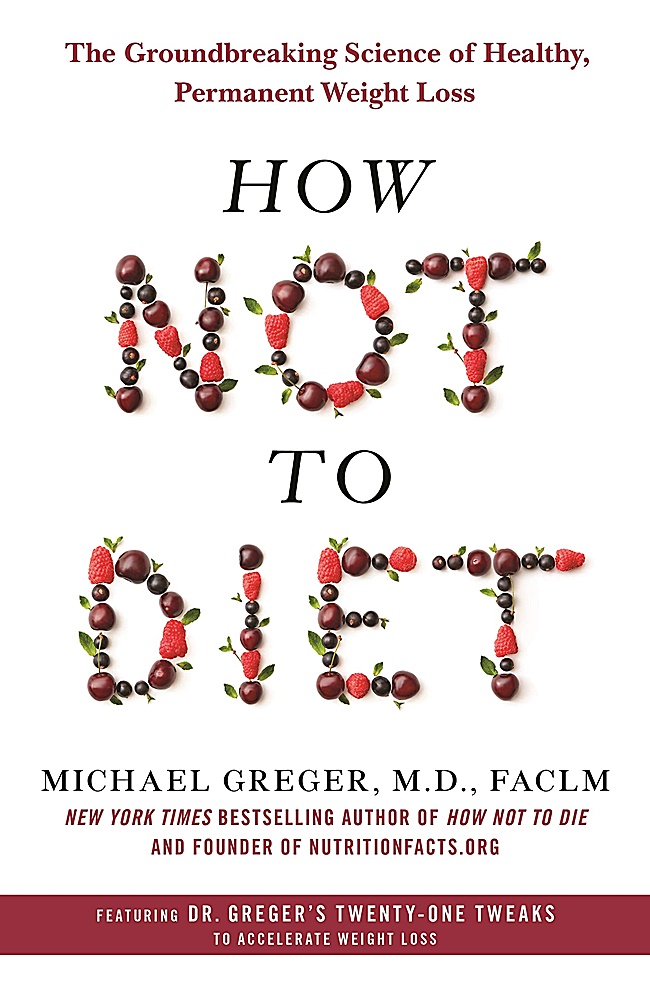 The Groundbreaking Science of Healthy,
Permanent Weight Loss
HOW
NOT
TO
DIET
MICHAEL GREGER, M.D., FACLM
NEW YORK TIMES BESTSELLING AUTHOR OF HOW NOT TO DIE
AND FOUNDER OF NUTRITIONFACTS.ORG
FEATURING DR. GREGER'S TWENTY-ONE TWEAKS
TO ACCELERATE WEIGHT LOSS